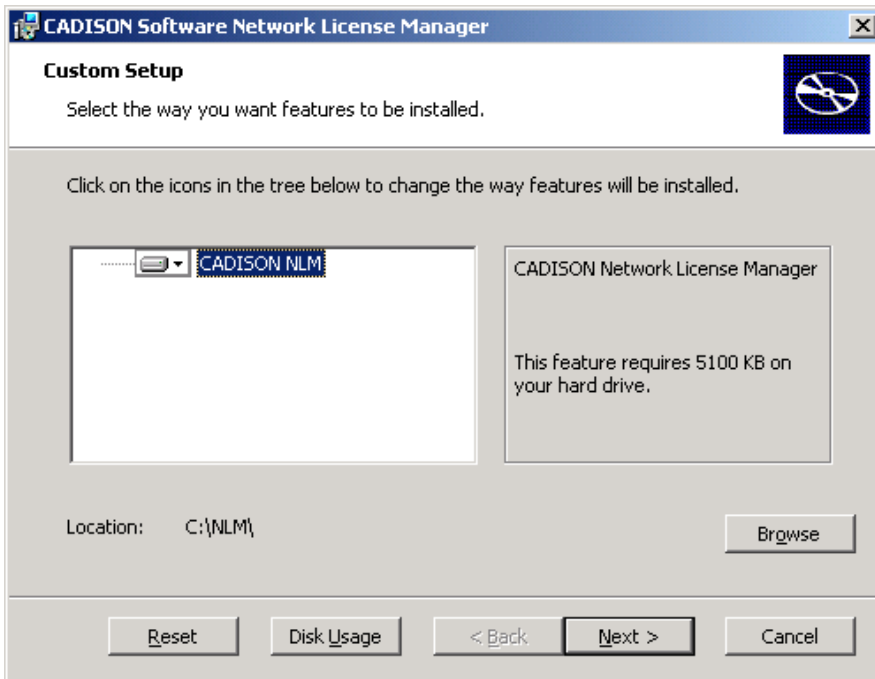 CADISON Software Network License Manager
Custom Setup
Select the way you want features to be installed.
Click on the icons in the tree below to change the way features will be installed.
CADISON NLM
CADISON Network License Manager
This feature requires 5100 KB on
your hard drive.
Location: C:\NLM\
Browse
Reset Disk Usage < Back Next > Cancel